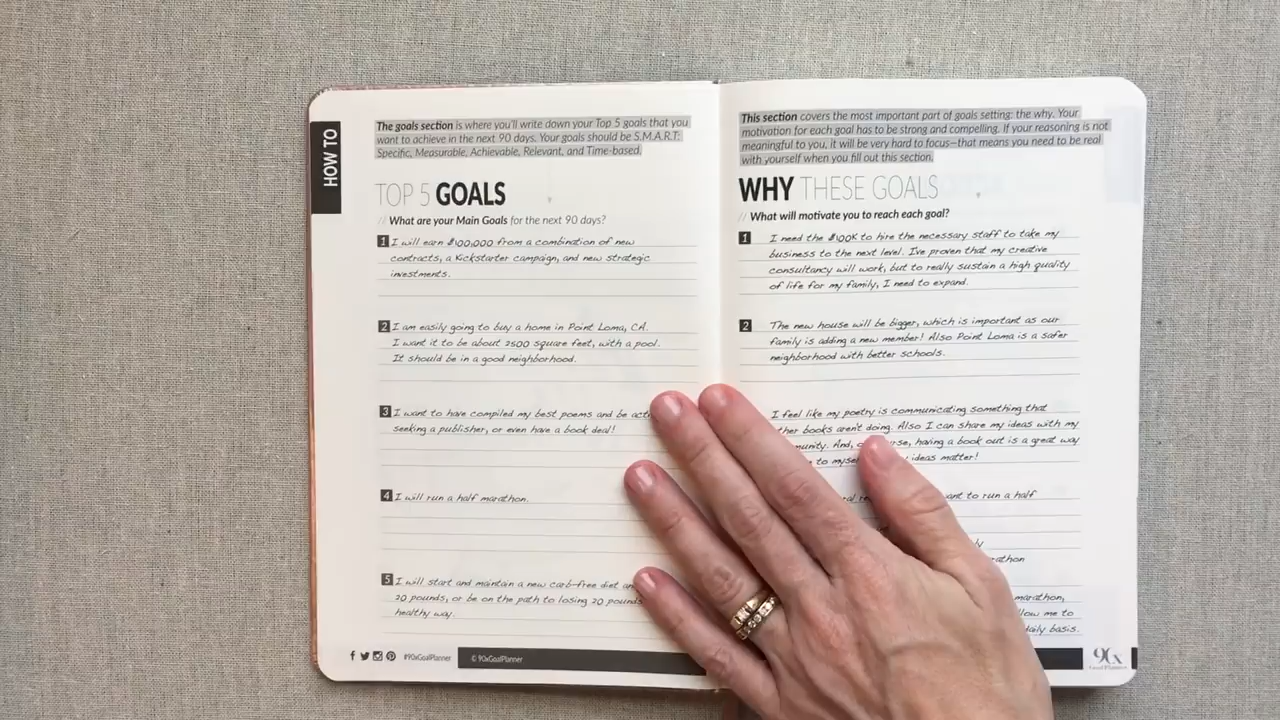 HOW TO
The goals section is where you'll write down your Top 5 goals that you
want to achieve in the next 90 days. Your goals should be S.M.A.R.T:
Specific, Measurable, Achievable, Relevant, and Time-based.
TOP 5 GOALS
// What are your Main Goals for the next 90 days?
1 I will earn $100,000 from a combination of new
contracts, a Kickstarter campaign, and new strategic
investments.
2 I am easily going to buy a home in Point Loma, CA.
I want it to be about 2500 square feet, with a pool.
It should be in a good neighborhood.
3 I want to have compiled my best poems and be
seeking a publisher, or even have a book deal!
4 I will run a half marathon.
5 I will start and maintain a new carb-free diet
20 pounds, or be on the path to losing 20 pounds
healthy way.
#90xGoalPlanner
© 90xGoalPlanner
This section covers the most important part of goals setting: the why. Your
motivation for each goal has to be strong and compelling. If your reasoning is not
meaningful to you, it will be very hard to focus—that means you need to be real
with yourself when you fill out this section.
WHY THESE GOALS
// What will motivate you to reach each goal?
1 I need the $100K to hire the necessary staff to take my
business to the next level. I've proven that my creative
consultancy will work, but to really sustain a high quality
of life for my family, I need to expand.
2 The new house will be bigger, which is important as our
family is adding a new member! Also Point Loma is a safer
neighborhood with better schools.
I feel like my poetry is communicating something that
books aren't doing. Also I can share my ideas with my
And, having a book out is a great way
to ideas matter!
to run a half
marathon
marathon,
me to
daily basis.
90x
Goal Planner